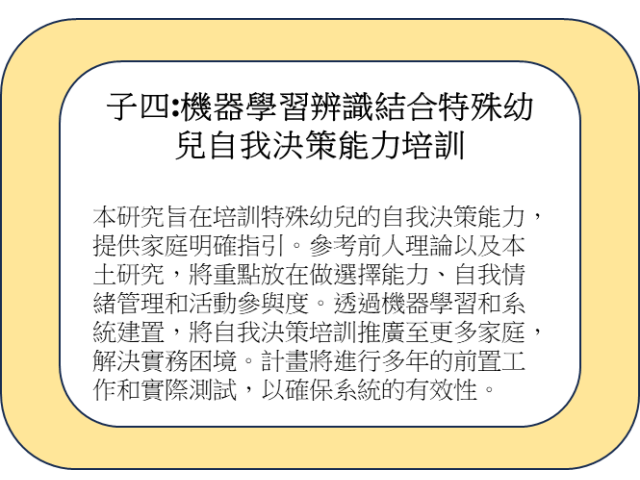 子四:機器學習辨識結合特殊幼
兒自我決策能力培訓
本研究旨在培訓特殊幼兒的自我決策能力，
提供家庭明確指引。參考前人理論以及本
土研究，將重點放在做選擇能力、自我情
緒管理和活動參與度。透過機器學習和系
統建置，將自我決策培訓推廣至更多家庭，
解決實務困境。計畫將進行多年的前置工
作和實際測試，以確保系統的有效性。